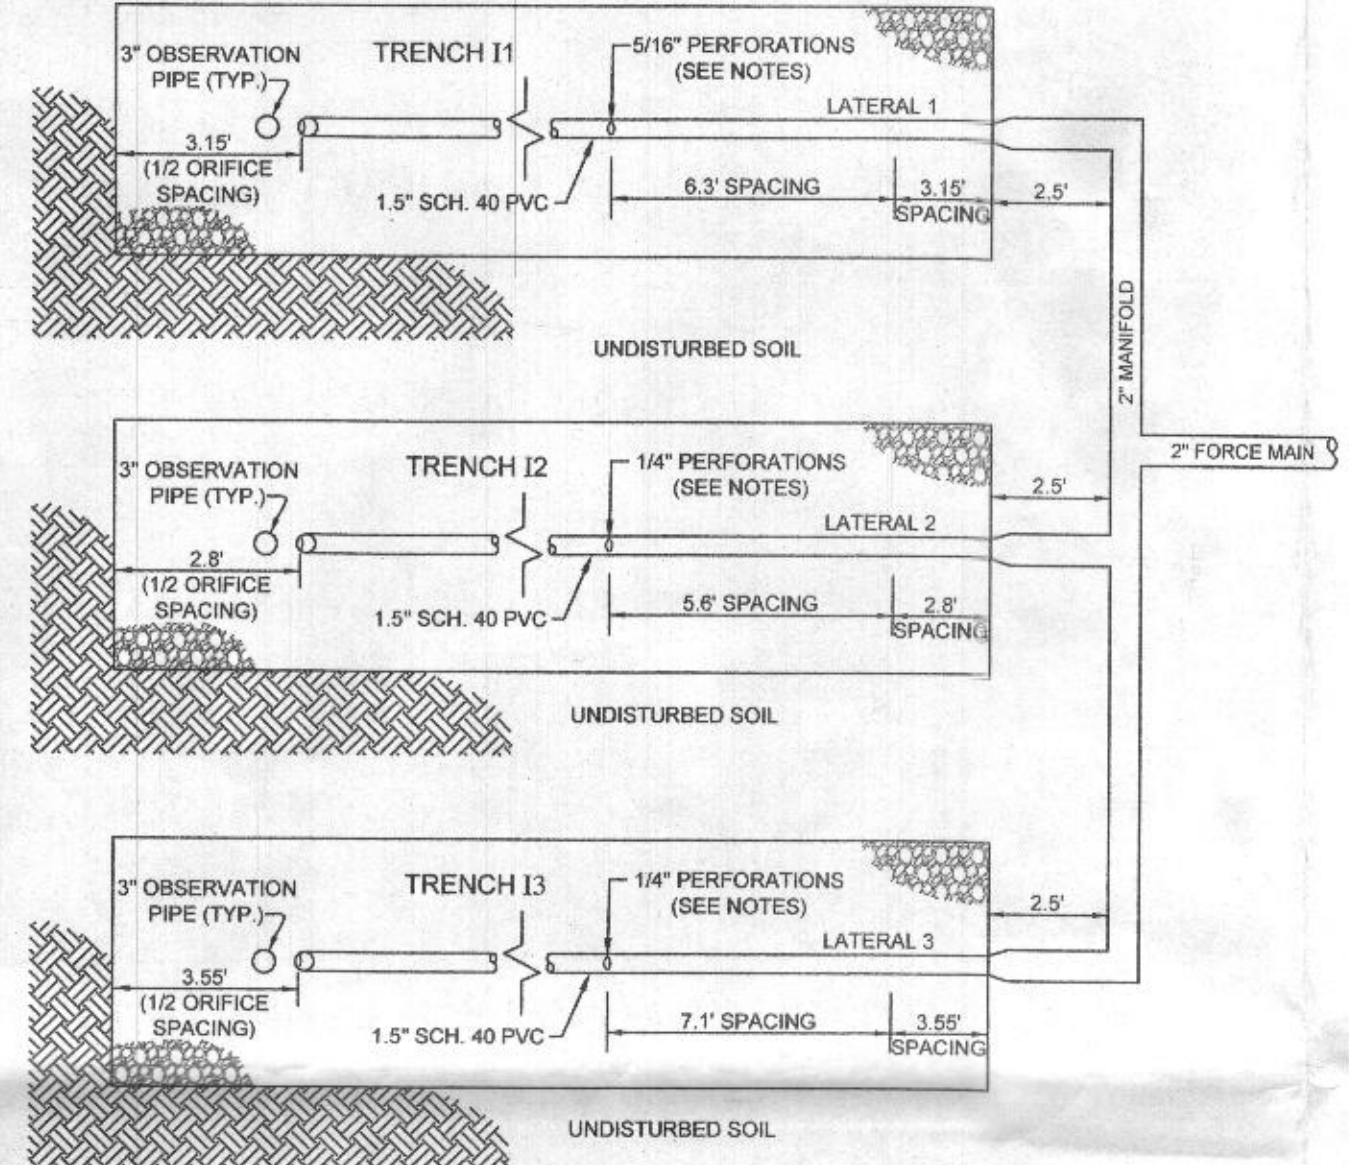 3" OBSERVATION
PIPE (TYP.)
TRENCH I1
5/16" PERFORATIONS
(SEE NOTES)
LATERAL 1
3.15'
(1/2 ORIFICE
SPACING)
1.5" SCH. 40 PVC
6.3' SPACING
3.15'
SPACING
2.5'
UNDISTURBED SOIL
2" MANIFOLD
2" FORCE MAIN
3" OBSERVATION
PIPE (TYP.)
TRENCH I2
1/4" PERFORATIONS
(SEE NOTES)
LATERAL 2
2.5'
2.8'
(1/2 ORIFICE
SPACING)
1.5" SCH. 40 PVC
5.6' SPACING
2.8'
SPACING
UNDISTURBED SOIL
3" OBSERVATION
PIPE (TYP.)
TRENCH I3
1/4" PERFORATIONS
(SEE NOTES)
LATERAL 3
2.5'
3.55'
(1/2 ORIFICE
SPACING)
1.5" SCH. 40 PVC
7.1' SPACING
3.55'
SPACING
UNDISTURBED SOIL